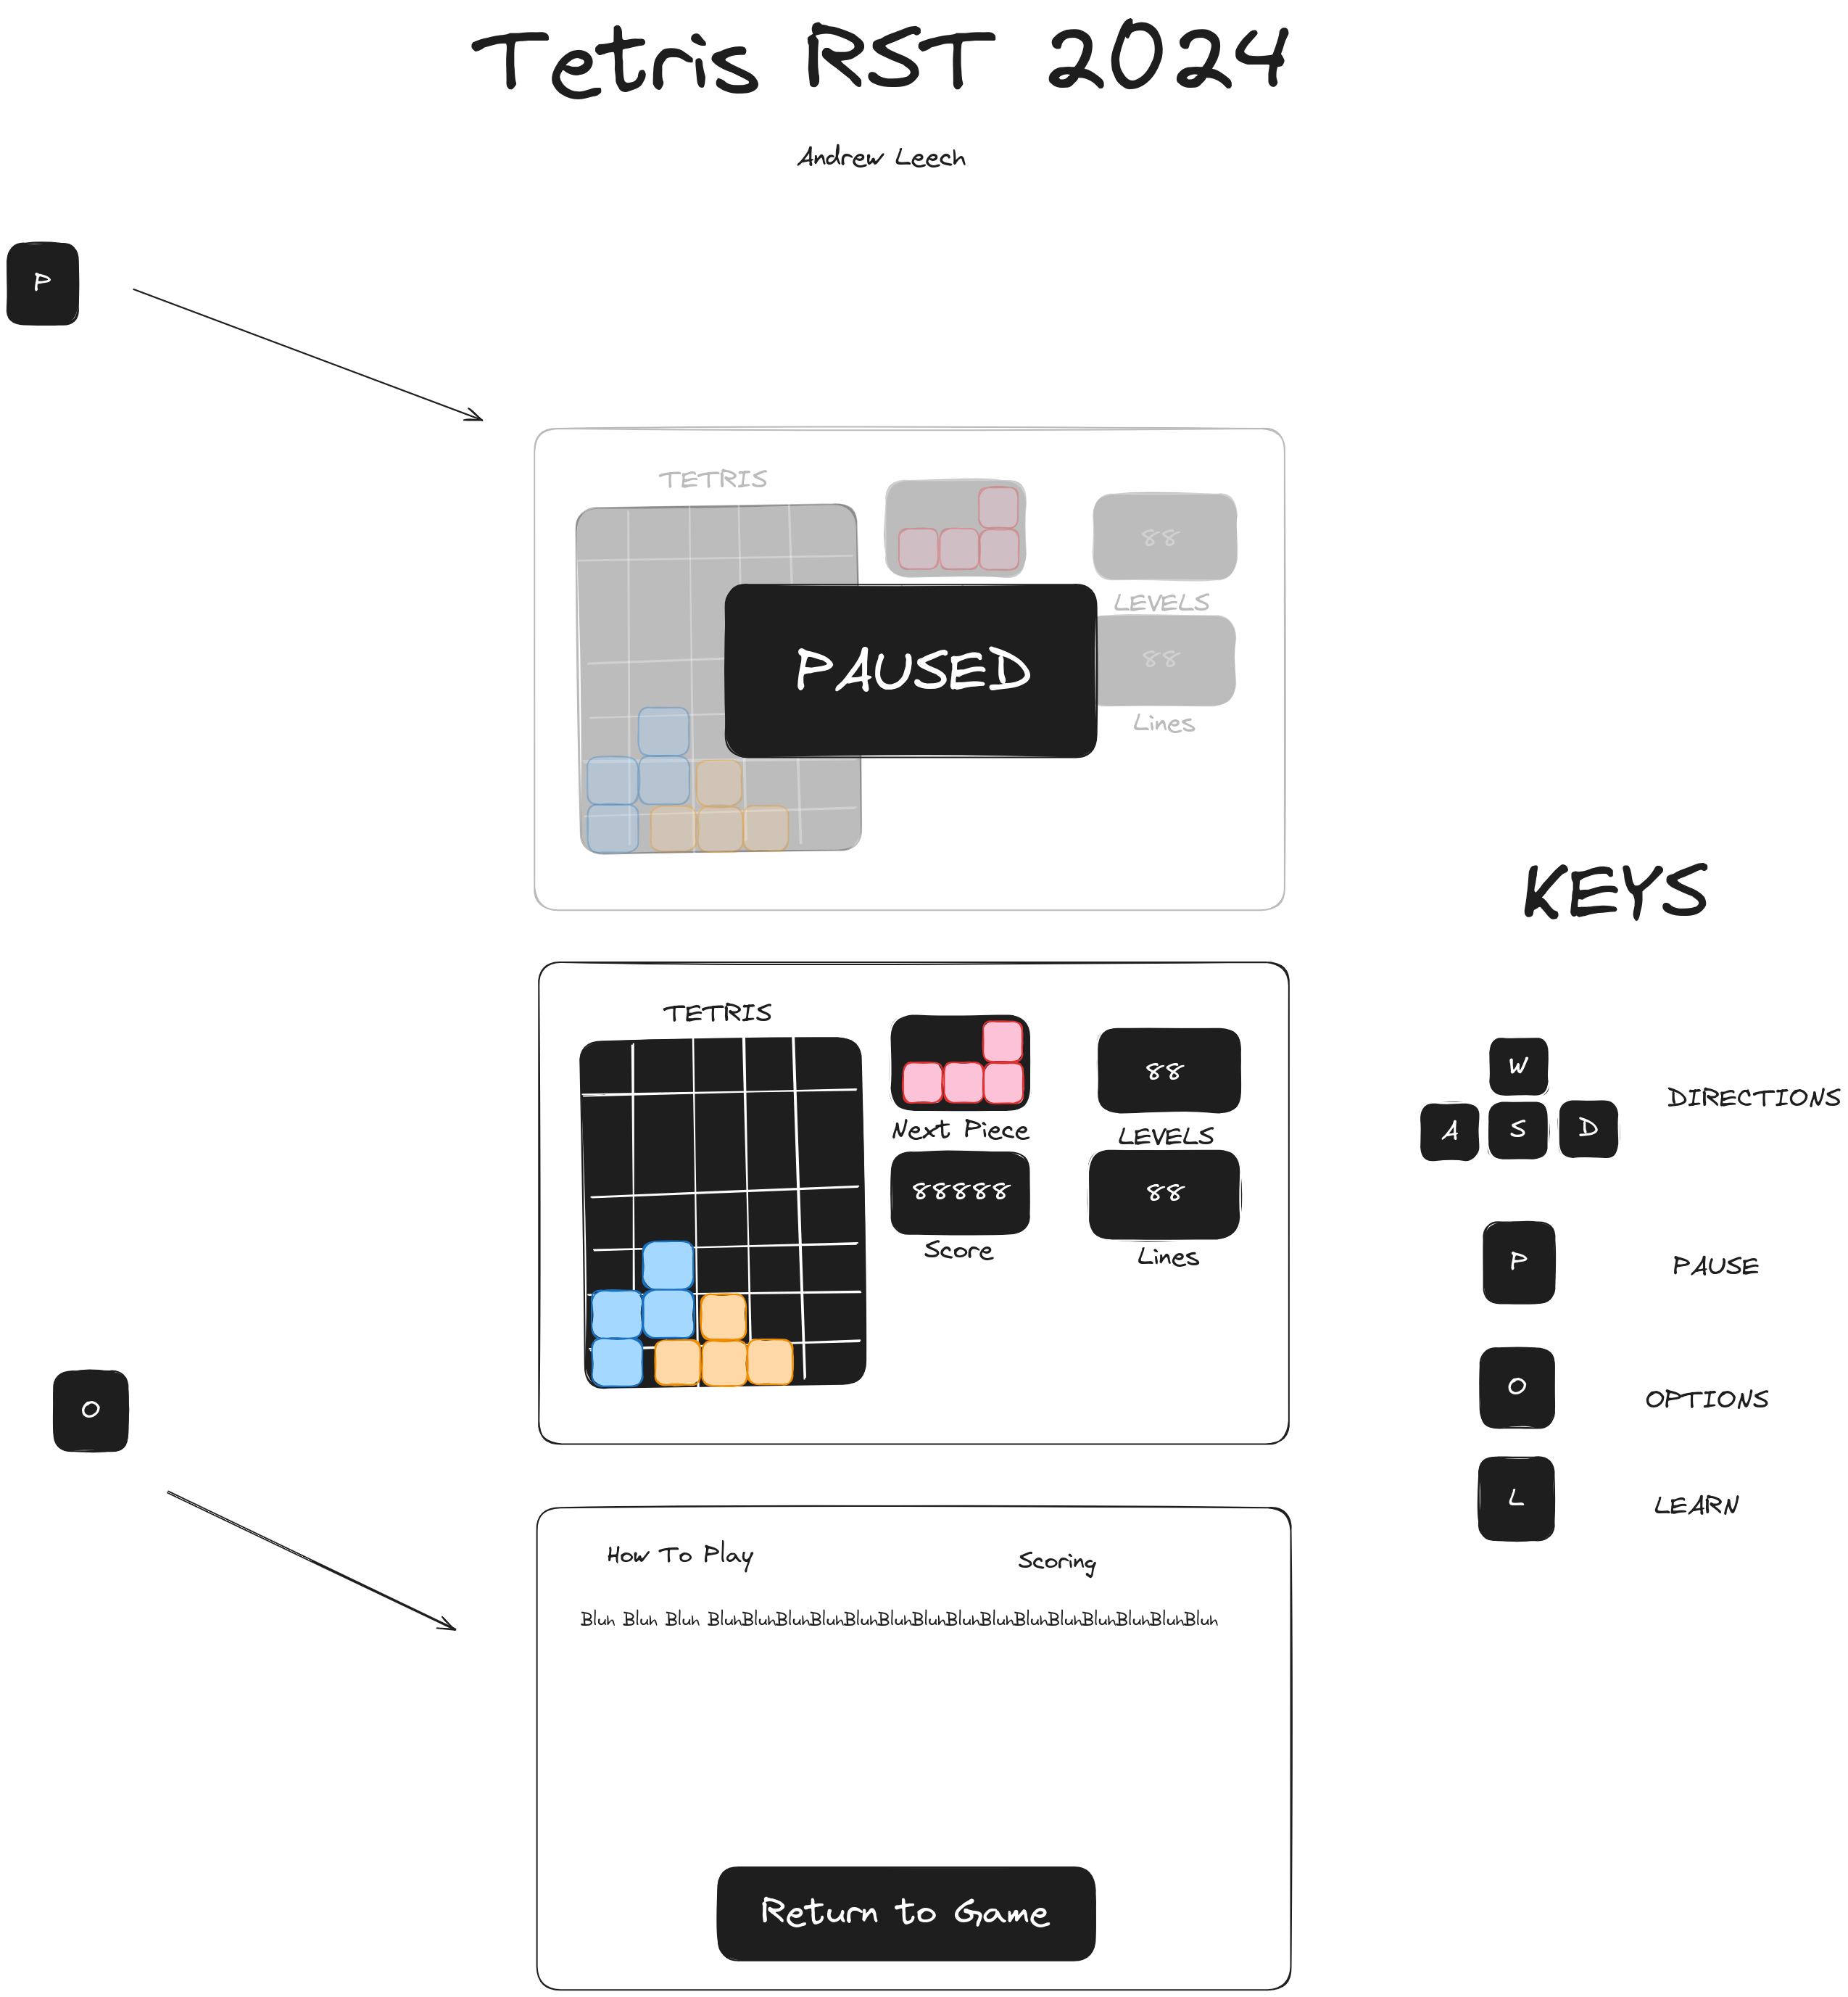 Tetris RST 2024
Andrew Leech
P
TETRIS
88
LEVELS
PAUSED
88
Lines
KEYS
TETRIS
88
Next Piece
LEVELS
88888
88
Score
Lines
W
DIRECTIONS
A S D
P
PAUSE
O
OPTIONS
L
LEARN
O
How To Play
Scoring
Bluh Bluh Bluh BluhBluhBluhBluhBluhBluhBluhBluhBluhBluhBluhBluhBluhBluhBluh
Return to Game